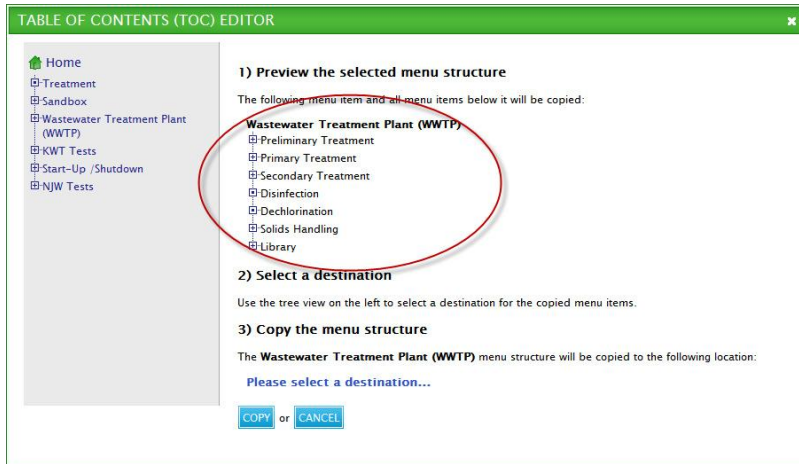 TABLE OF CONTENTS (TOC) EDITOR
Home
Treatment
Sandbox
Wastewater Treatment Plant
(WWTP)
KWT Tests
Start-Up /Shutdown
NJW Tests
1) Preview the selected menu structure
The following menu item and all menu items below it will be copied:
Wastewater Treatment Plant (WWTP)
Preliminary Treatment
Primary Treatment
Secondary Treatment
Disinfection
Dechlorination
Solids Handling
Library
2) Select a destination
Use the tree view on the left to select a destination for the copied menu items.
3) Copy the menu structure
The Wastewater Treatment Plant (WWTP) menu structure will be copied to the following location:
Please select a destination...
COPY or CANCEL